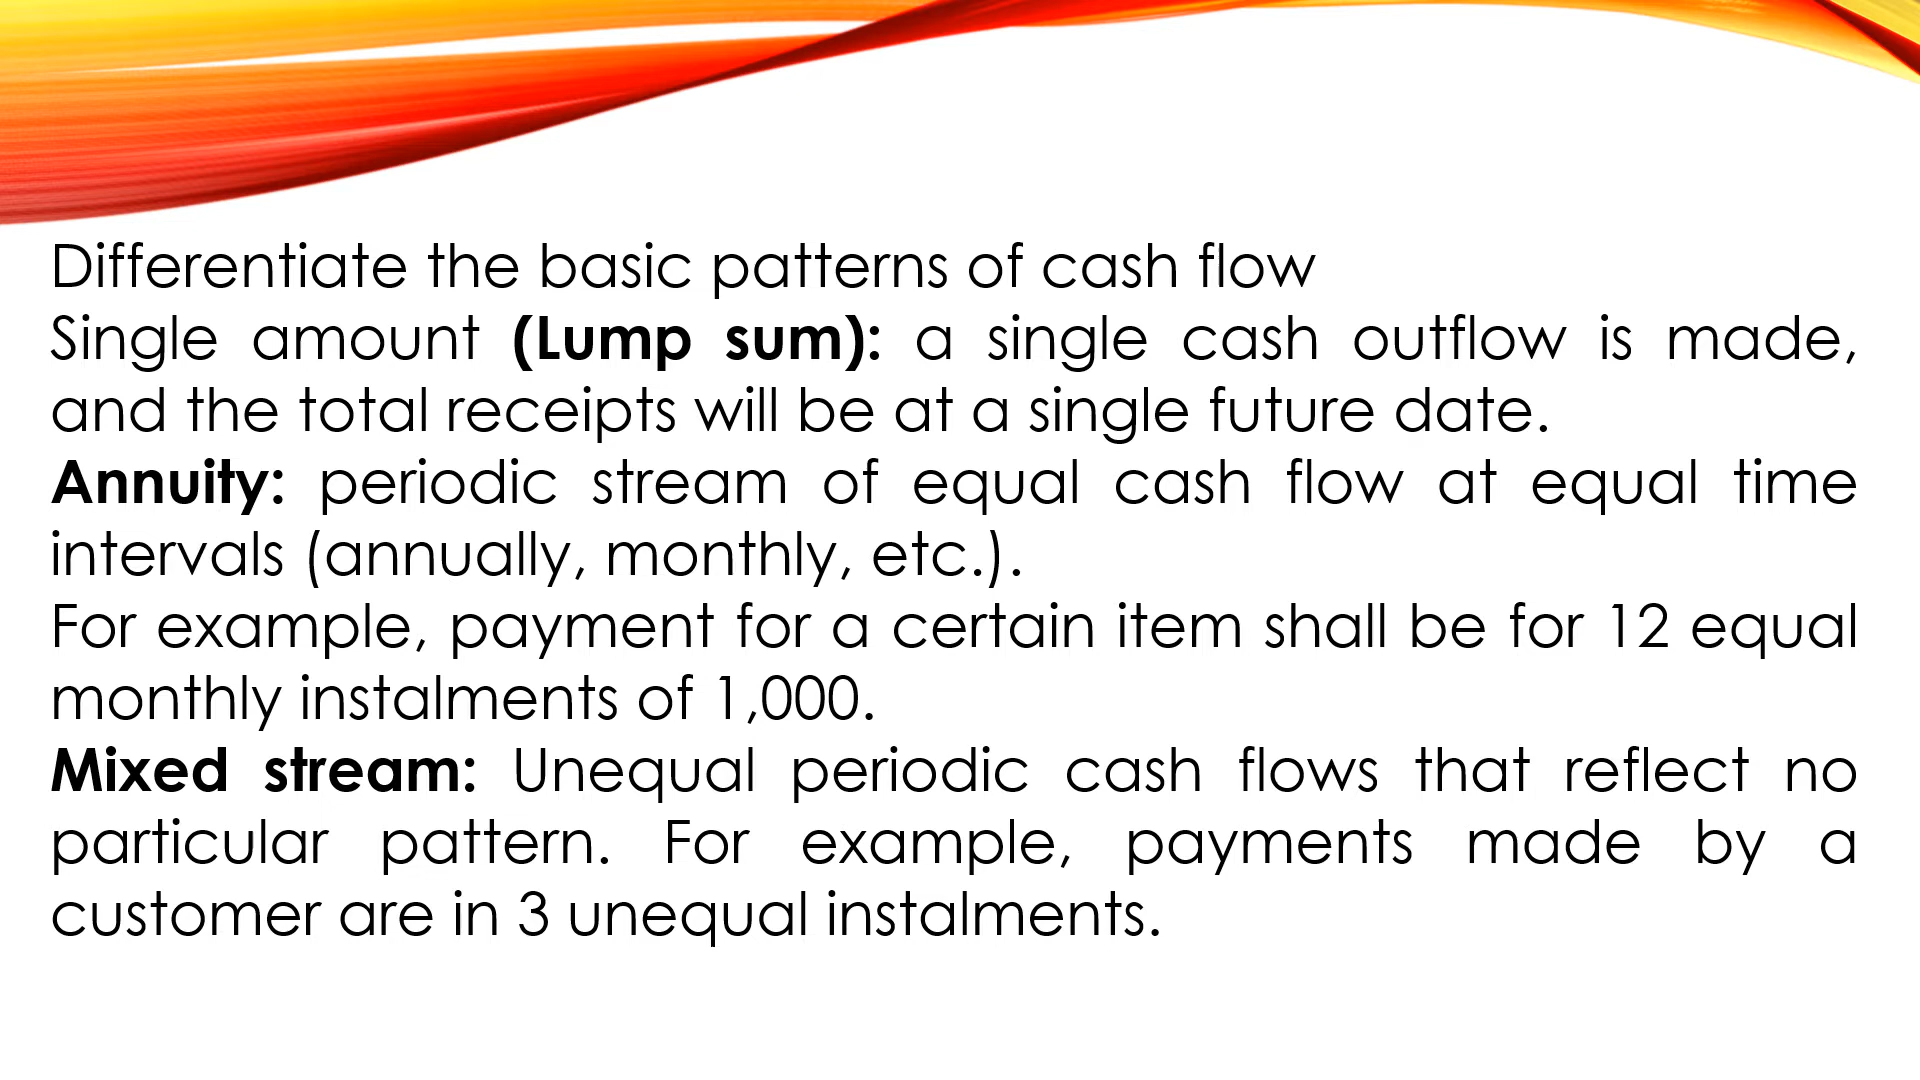 Differentiate the basic patterns of cash flow
Single amount (Lump sum): a single cash outflow is made,
and the total receipts will be at a single future date.
Annuity: periodic stream of equal cash flow at equal time
intervals (annually, monthly, etc.).
For example, payment for a certain item shall be for 12 equal
monthly instalments of 1,000.
Mixed stream: Unequal periodic cash flows that reflect no
particular pattern. For example, payments made by a
customer are in 3 unequal instalments.